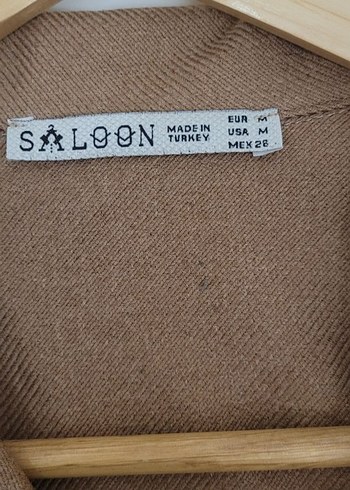 SALOON
MADE IN
TURKEY
EUR M
USA M
MEX 28